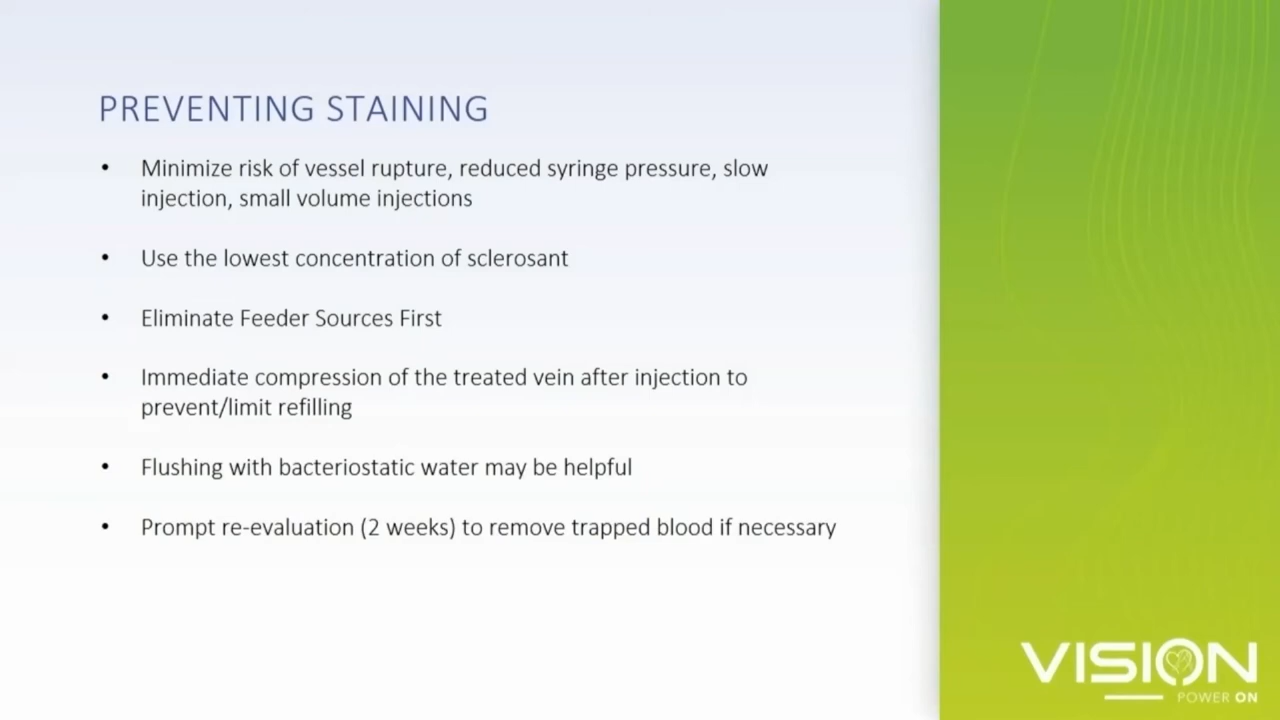 PREVENTING STAINING
• Minimize risk of vessel rupture, reduced syringe pressure, slow
injection, small volume injections
• Use the lowest concentration of sclerosant
• Eliminate Feeder Sources First
• Immediate compression of the treated vein after injection to
prevent/limit refilling
• Flushing with bacteriostatic water may be helpful
• Prompt re-evaluation (2 weeks) to remove trapped blood if necessary
VISION
POWER ON